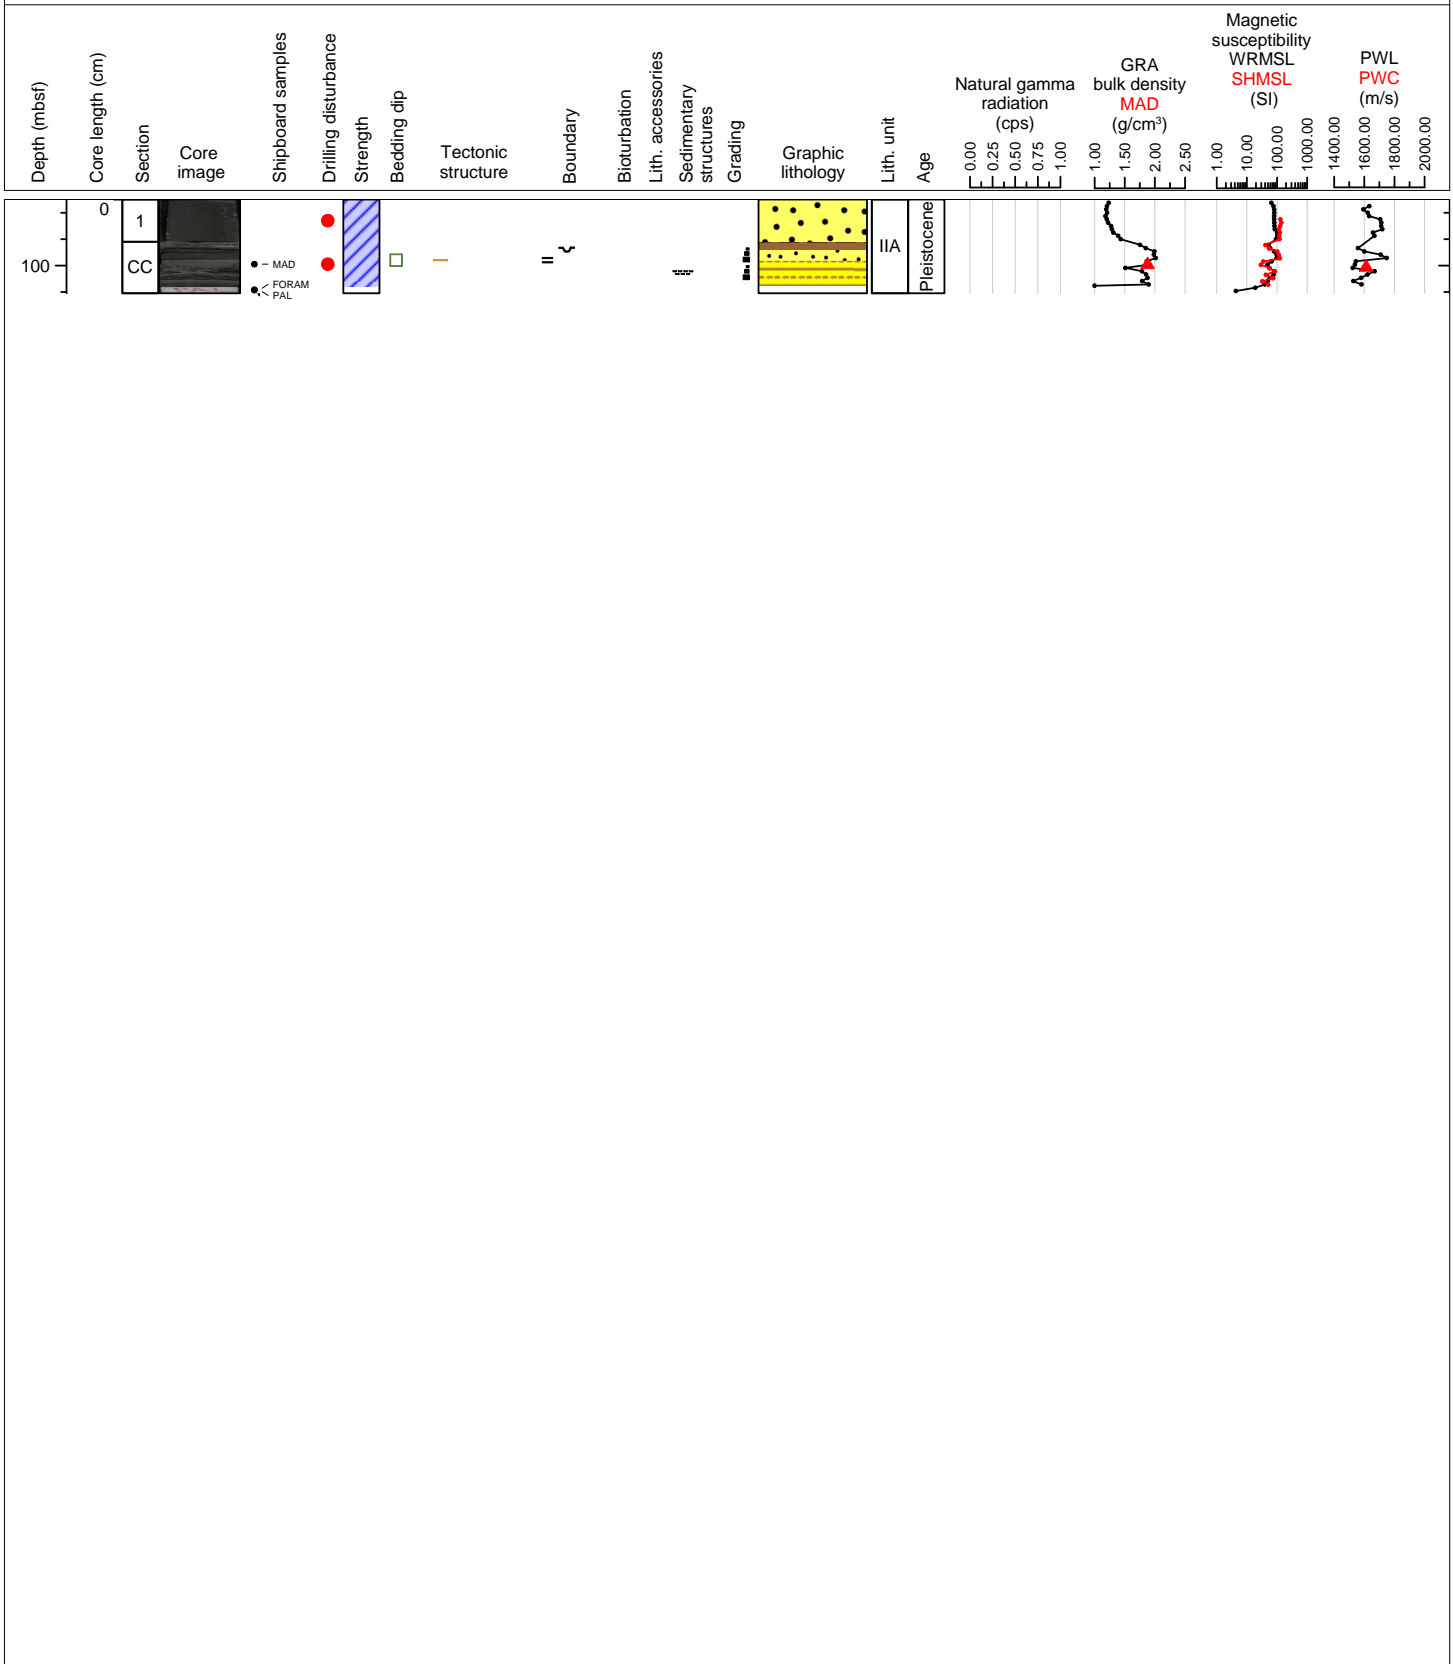 Depth (mbsf)
Core length (cm)
Section
Core
image
Shipboard samples
Drilling disturbance
Strength
Bedding dip
Tectonic
structure
Boundary
Bioturbation
Lith. accessories
Sedimentary
structures
Grading
Graphic
lithology
Lith. unit
Age
Natural gamma
radiation
(cps)
0.00 0.25 0.50 0.75 1.00
GRA
bulk density
MAD
(g/cm³)
1.00 1.50 2.00 2.50
Magnetic
susceptibility
WRMSL
SHMSL
(SI)
1.00 10.00 100.00 1000.00
PWL
PWC
(m/s)
1400.00 1600.00 1800.00 2000.00
0
1
IIA
Pleistocene
100
CC
MAD
FORAM
PAL